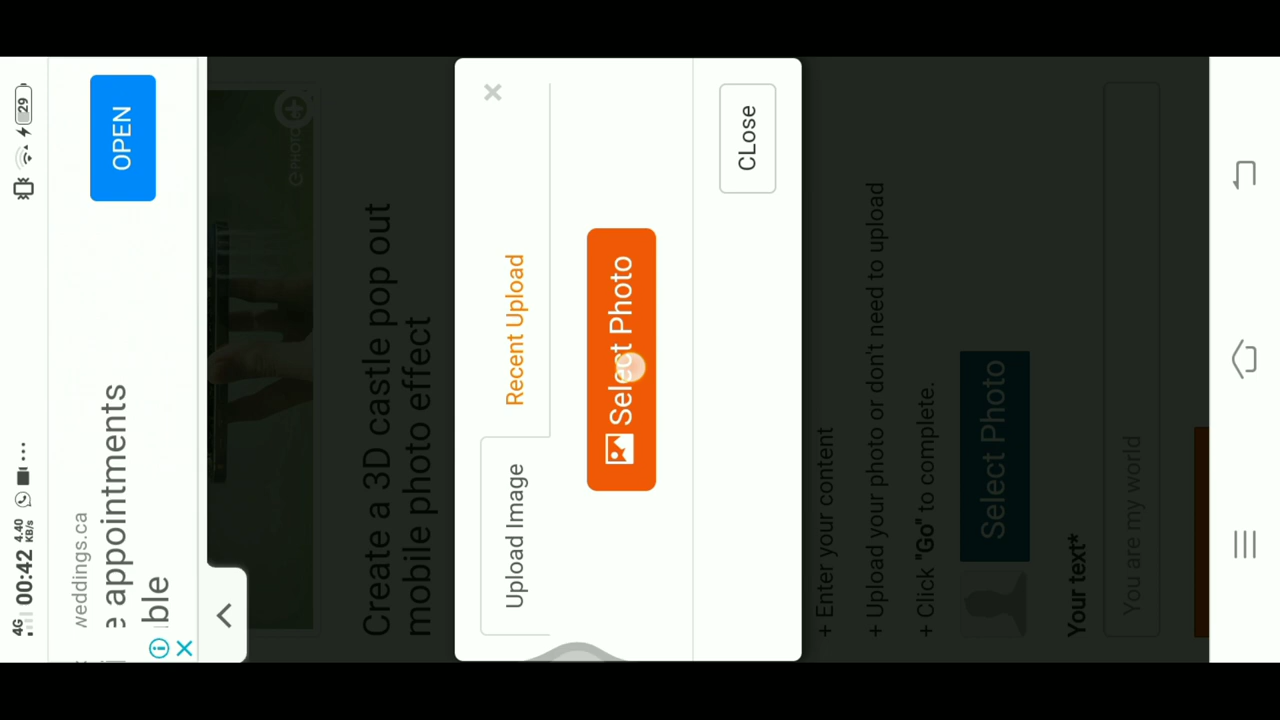 4G 00:42 4.40 KB/s ... 29
weddings.ca
appointments
OPEN
PHOTO
Create a 3D castle pop out
mobile photo effect
×
Upload Image Recent Upload
Select Photo
CLose
+ Enter your content
+ Upload your photo or don't need to upload
+ Click "Go" to complete.
Select Photo
Your text*
You are my world